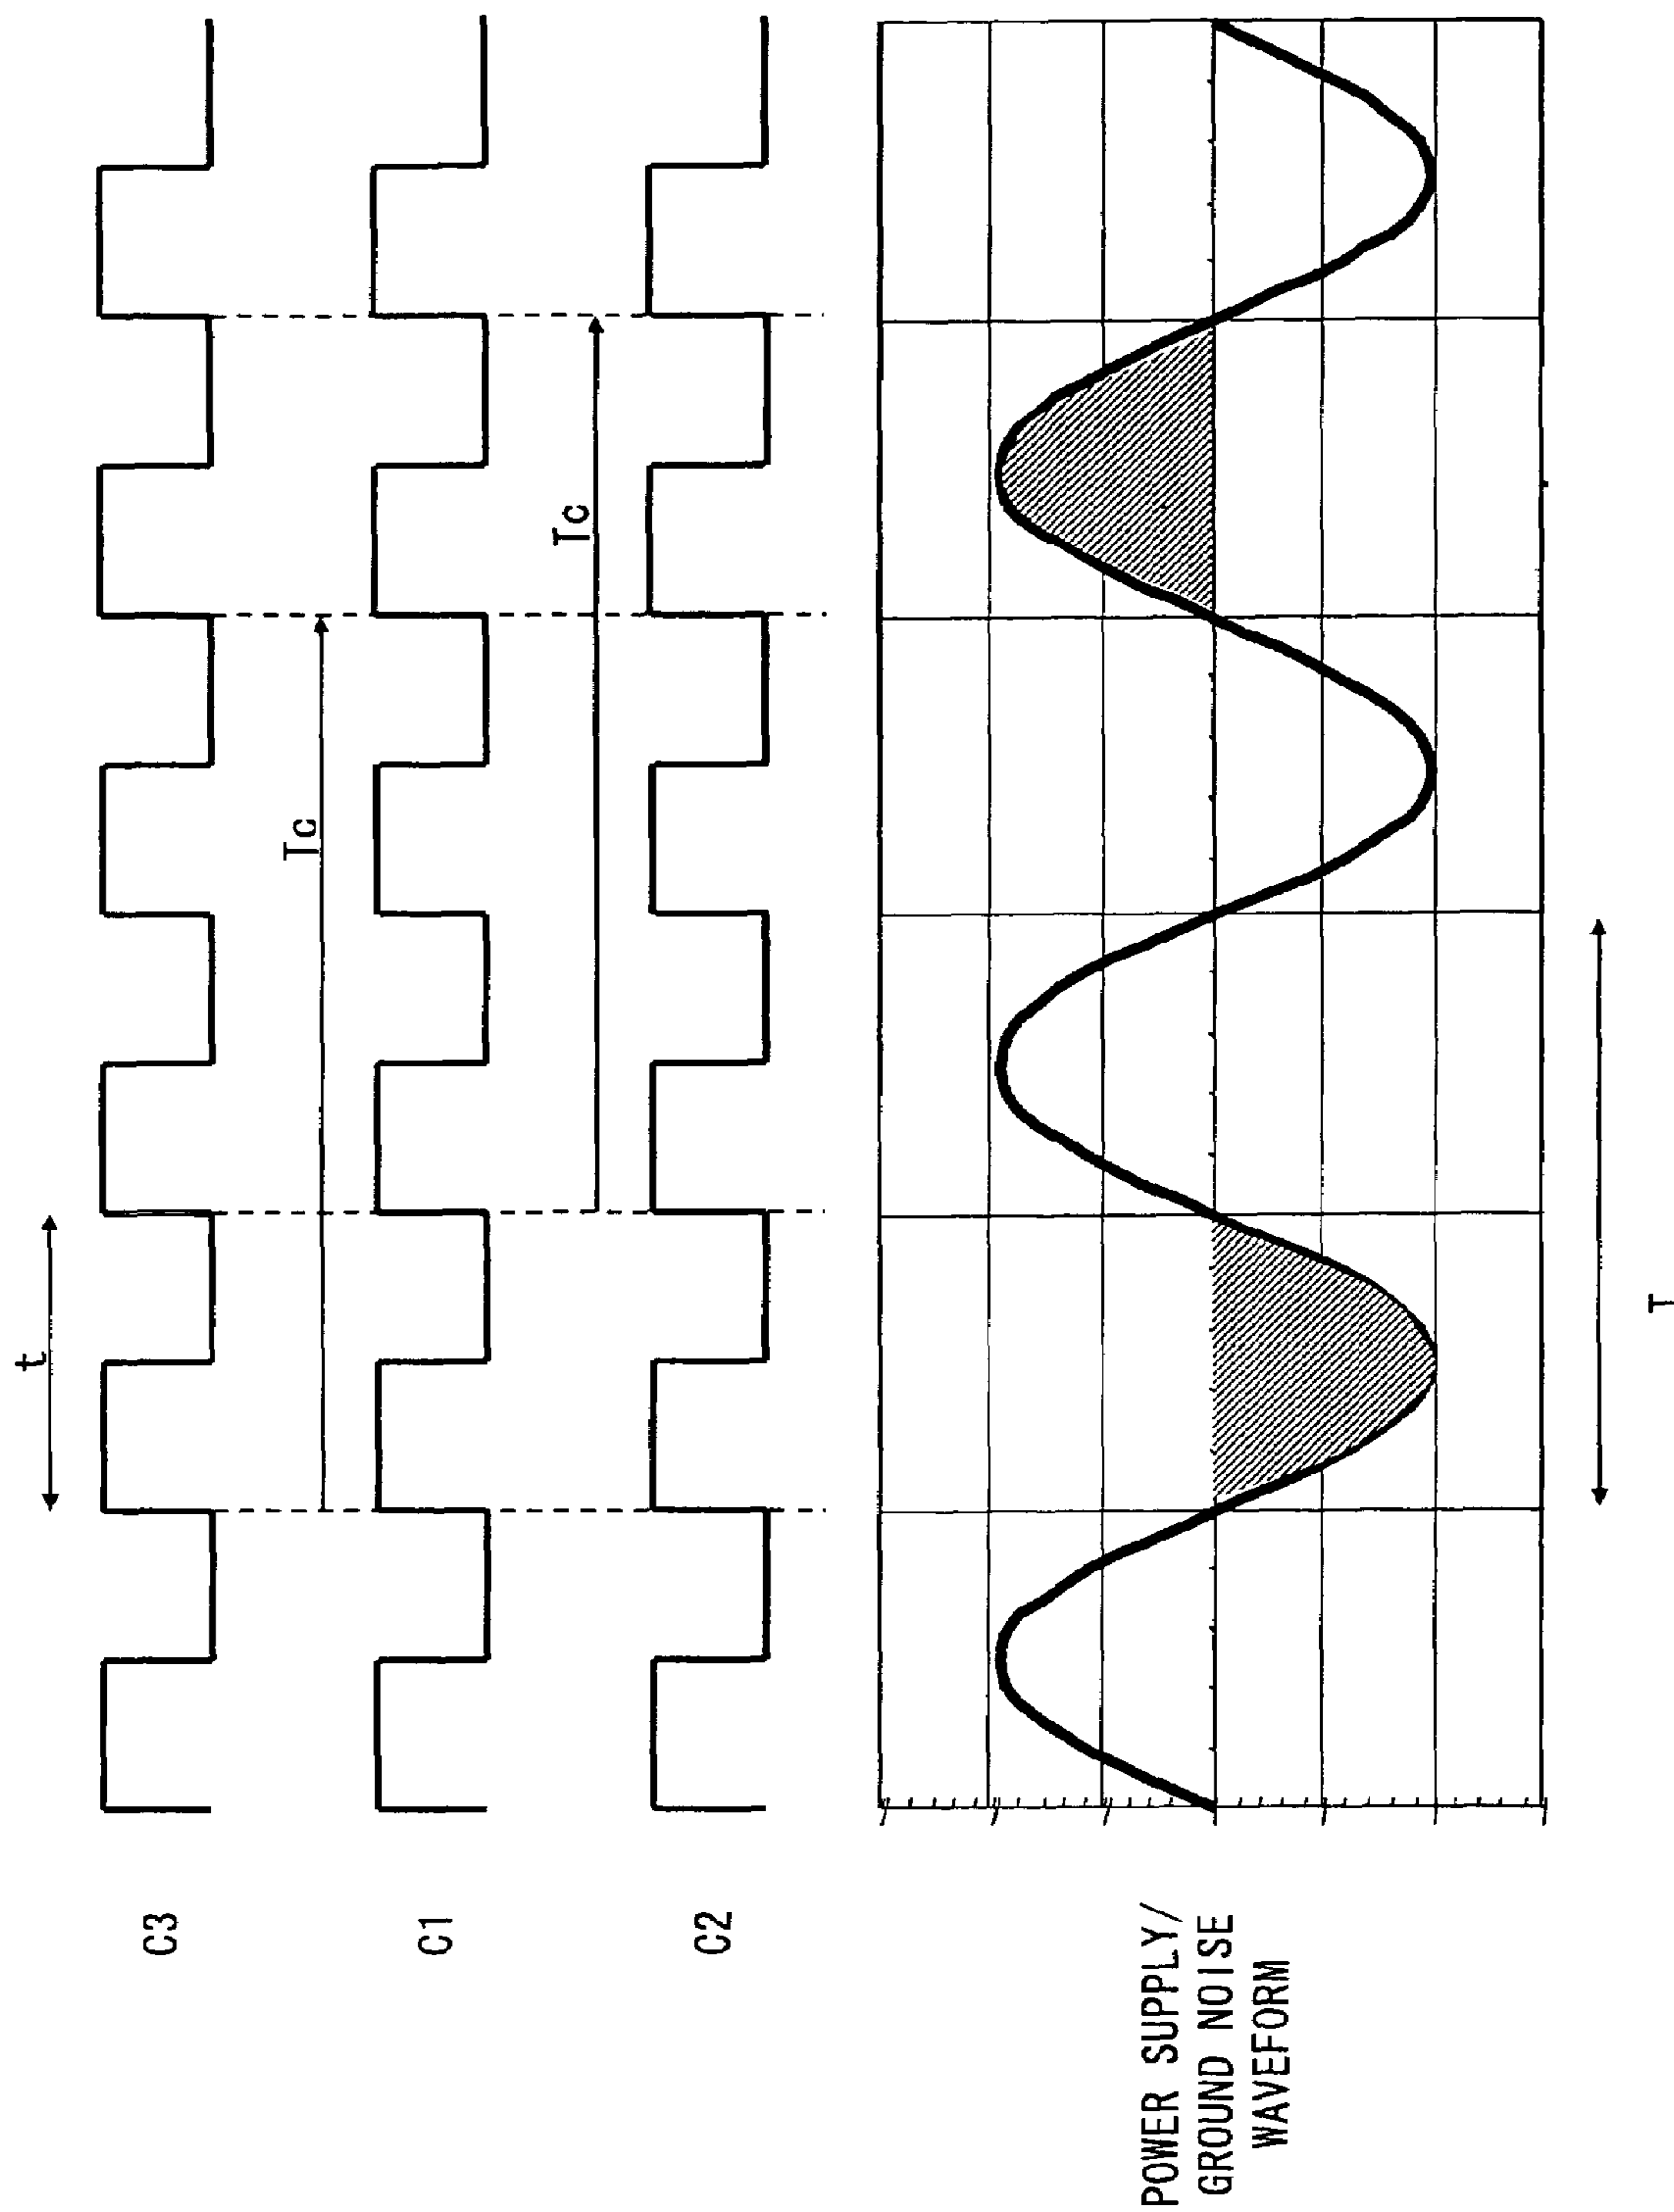 t
C3
Tc
C1
Tc
C2
POWER SUPPLY/
GROUND NOISE
WAVEFORM
T